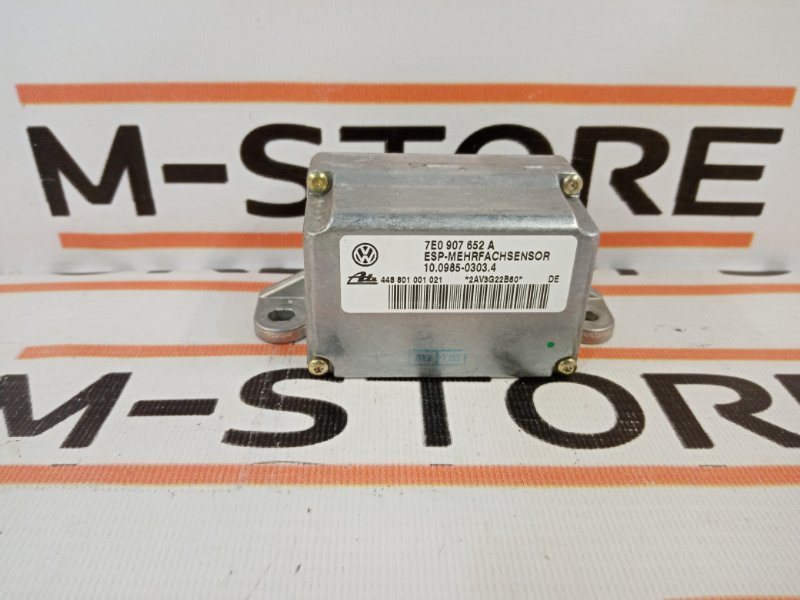 M-STORE
7E0 907 652 A
ESP-MEHRFACHSENSOR
10.0985-0303.4
Ate 448 801 001 021 *2AV3G22B60* DE
M-STORE